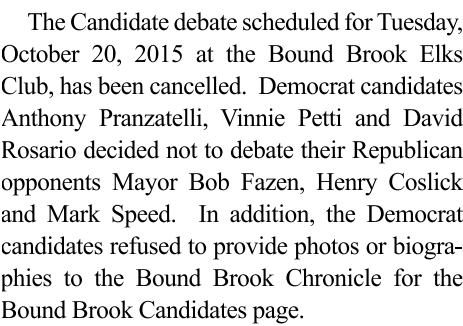 The Candidate debate scheduled for Tuesday,
October 20, 2015 at the Bound Brook Elks
Club, has been cancelled.  Democrat candidates
Anthony Pranzatelli, Vinnie Petti and David
Rosario decided not to debate their Republican
opponents Mayor Bob Fazen, Henry Coslick
and Mark Speed.  In addition, the Democrat
candidates refused to provide photos or biogra-
phies to the Bound Brook Chronicle for the
Bound Brook Candidates page.